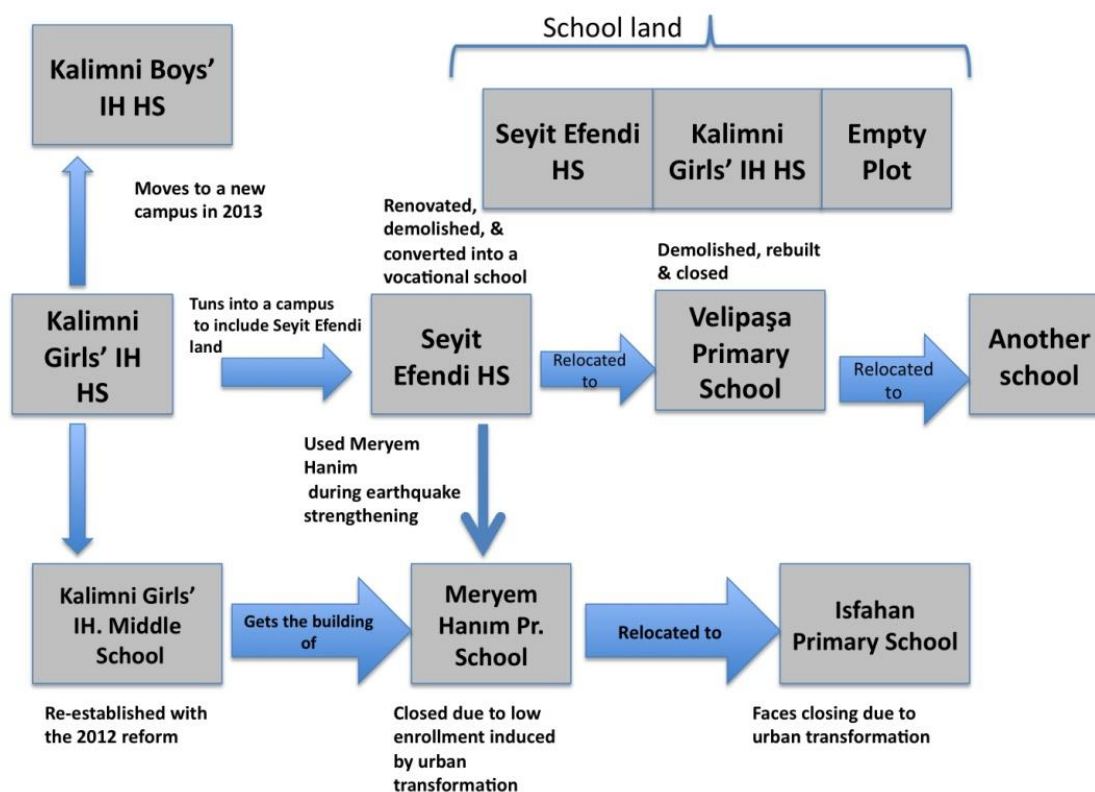 School land
Kalimni Boys'
IH HS
Seyit Efendi
HS
Kalimni
Girls' IH HS
Empty
Plot
Moves to a new
campus in 2013
Renovated,
demolished, &
converted into a
vocational school
Demolished, rebuilt
& closed
Kalimni
Girls' IH
HS
Tuns into a campus
to include Seyit Efendi
land
Seyit
Efendi HS
Relocated
to
Velipaşa
Primary
School
Relocated
to
Another
school
Used Meryem
Hanim
during earthquake
strengthening
Kalimni Girls'
IH. Middle
School
Gets the building
of
Meryem
Hanım Pr.
School
Relocated to
Isfahan
Primary School
Re-established with
the 2012 reform
Closed due to low
enrollment induced
by urban
transformation
Faces closing due to
urban transformation